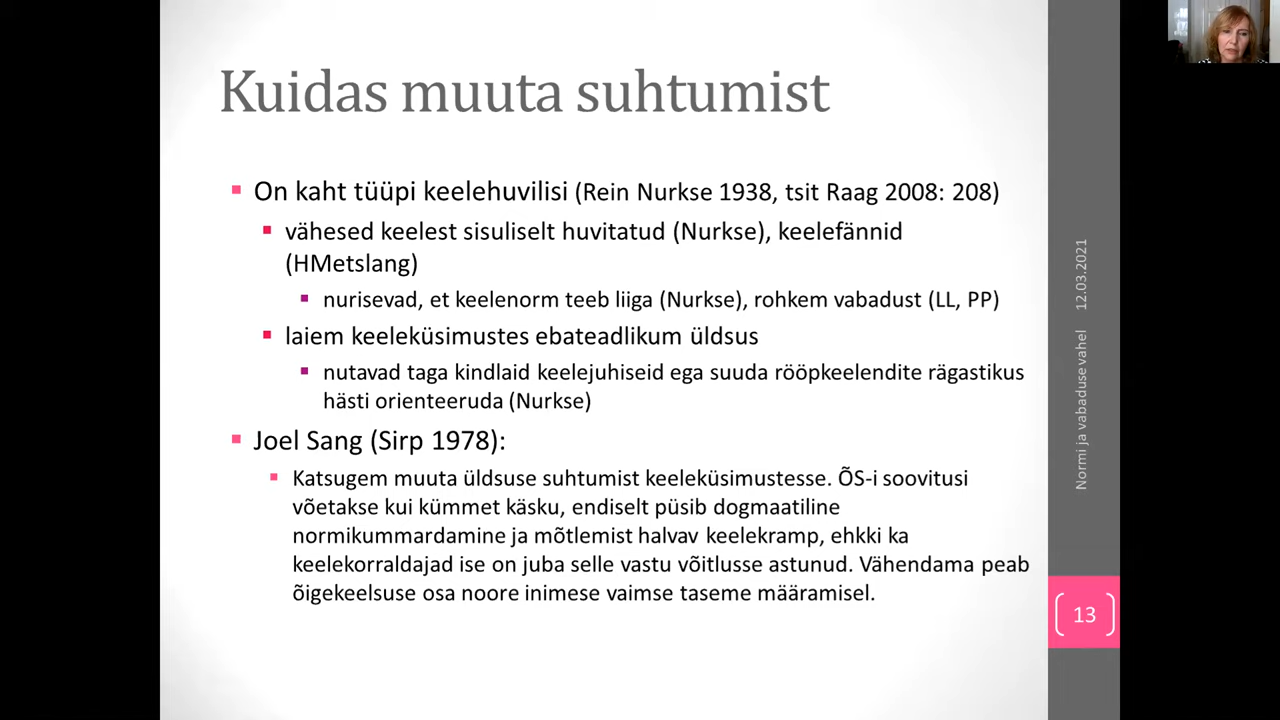 Kuidas muuta suhtumist
On kaht tüüpi keelehuvilisi (Rein Nurkse 1938, tsit Raag 2008: 208)
vähesed keelest sisuliselt huvitatud (Nurkse), keelefännid
(HMetslang)
nurisevad, et keelenorm teeb liiga (Nurkse), rohkem vabadust (LL, PP)
laiem keeleküsimustes ebateadlikum üldsus
nutavad taga kindlaid keelejuhiseid ega suuda rööpkeelendite rägastikus
hästi orienteeruda (Nurkse)
Joel Sang (Sirp 1978):
Katsugem muuta üldsuse suhtumist keeleküsimustesse. ÕS-i soovitusi
võetakse kui kümmet käsku, endiselt püsib dogmaatiline
normikummardamine ja mõtlemist halvav keelekramp, ehkki ka
keelekorraldajad ise on juba selle vastu võitlusse astunud. Vähendama peab
õigekeelsuse osa noore inimese vaimse taseme määramisel.
Normi ja vabaduse vahel 12.03.2021
13